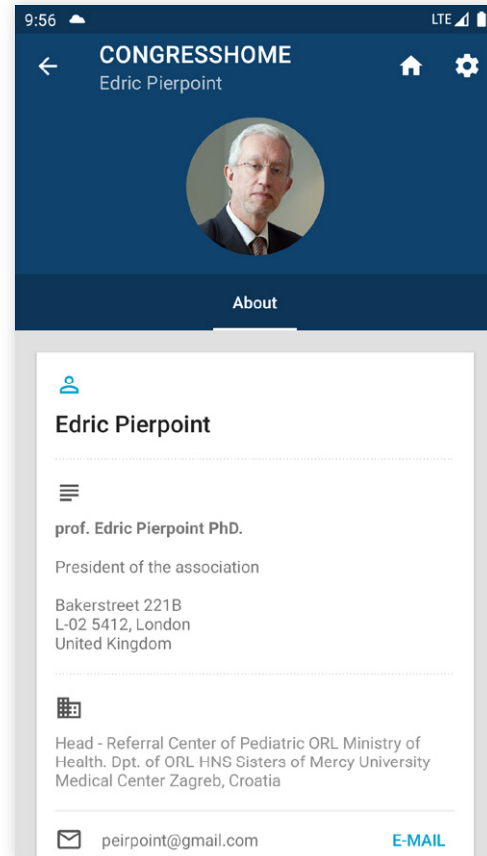 9:56 LTE
CONGRESSHOME
Edric Pierpoint
About
Edric Pierpoint
prof. Edric Pierpoint PhD.
President of the association
Bakerstreet 221B
L-02 5412, London
United Kingdom
Head - Referral Center of Pediatric ORL Ministry of
Health. Dpt. of ORL HNS Sisters of Mercy University
Medical Center Zagreb, Croatia
peirpoint@gmail.com E-MAIL